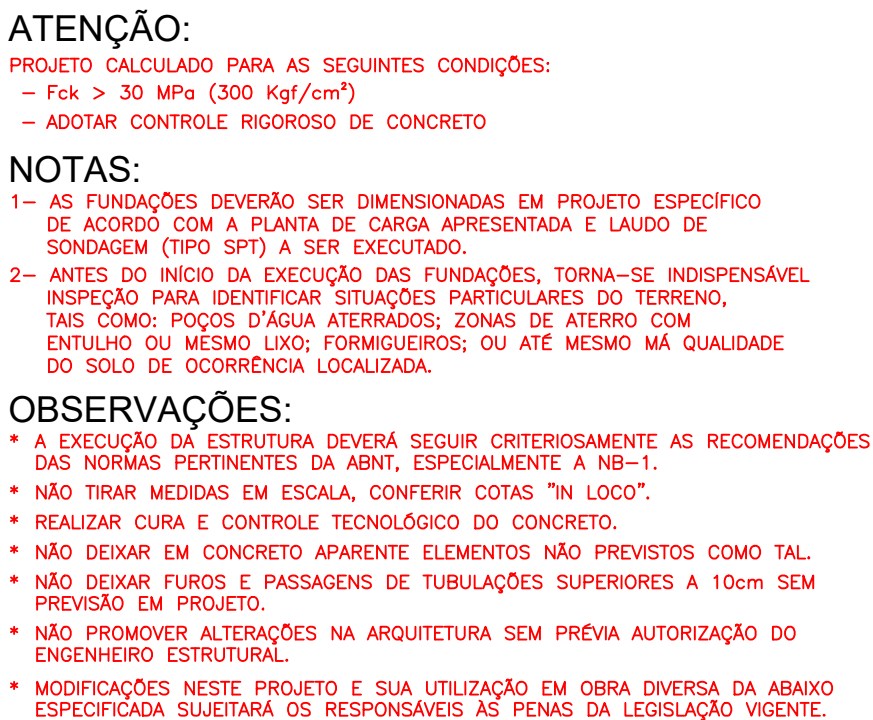 ATENÇÃO:
PROJETO CALCULADO PARA AS SEGUINTES CONDIÇÕES:
– Fck > 30 MPa (300 Kgf/cm²)
– ADOTAR CONTROLE RIGOROSO DE CONCRETO
NOTAS:
1– AS FUNDAÇÕES DEVERÃO SER DIMENSIONADAS EM PROJETO ESPECÍFICO
DE ACORDO COM A PLANTA DE CARGA APRESENTADA E LAUDO DE
SONDAGEM (TIPO SPT) A SER EXECUTADO.
2– ANTES DO INÍCIO DA EXECUÇÃO DAS FUNDAÇÕES, TORNA–SE INDISPENSÁVEL
INSPEÇÃO PARA IDENTIFICAR SITUAÇÕES PARTICULARES DO TERRENO,
TAIS COMO: POÇOS D'ÁGUA ATERRADOS; ZONAS DE ATERRO COM
ENTULHO OU MESMO LIXO; FORMIGUEIROS; OU ATÉ MESMO MÁ QUALIDADE
DO SOLO DE OCORRÊNCIA LOCALIZADA.
OBSERVAÇÕES:
* A EXECUÇÃO DA ESTRUTURA DEVERÁ SEGUIR CRITERIOSAMENTE AS RECOMENDAÇÕES
DAS NORMAS PERTINENTES DA ABNT, ESPECIALMENTE A NB–1.
* NÃO TIRAR MEDIDAS EM ESCALA, CONFERIR COTAS "IN LOCO".
* REALIZAR CURA E CONTROLE TECNOLÓGICO DO CONCRETO.
* NÃO DEIXAR EM CONCRETO APARENTE ELEMENTOS NÃO PREVISTOS COMO TAL.
* NÃO DEIXAR FUROS E PASSAGENS DE TUBULAÇÕES SUPERIORES A 10cm SEM
PREVISÃO EM PROJETO.
* NÃO PROMOVER ALTERAÇÕES NA ARQUITETURA SEM PRÉVIA AUTORIZAÇÃO DO
ENGENHEIRO ESTRUTURAL.
* MODIFICAÇÕES NESTE PROJETO E SUA UTILIZAÇÃO EM OBRA DIVERSA DA ABAIXO
ESPECIFICADA SUJEITARÁ OS RESPONSÁVEIS ÀS PENAS DA LEGISLAÇÃO VIGENTE.